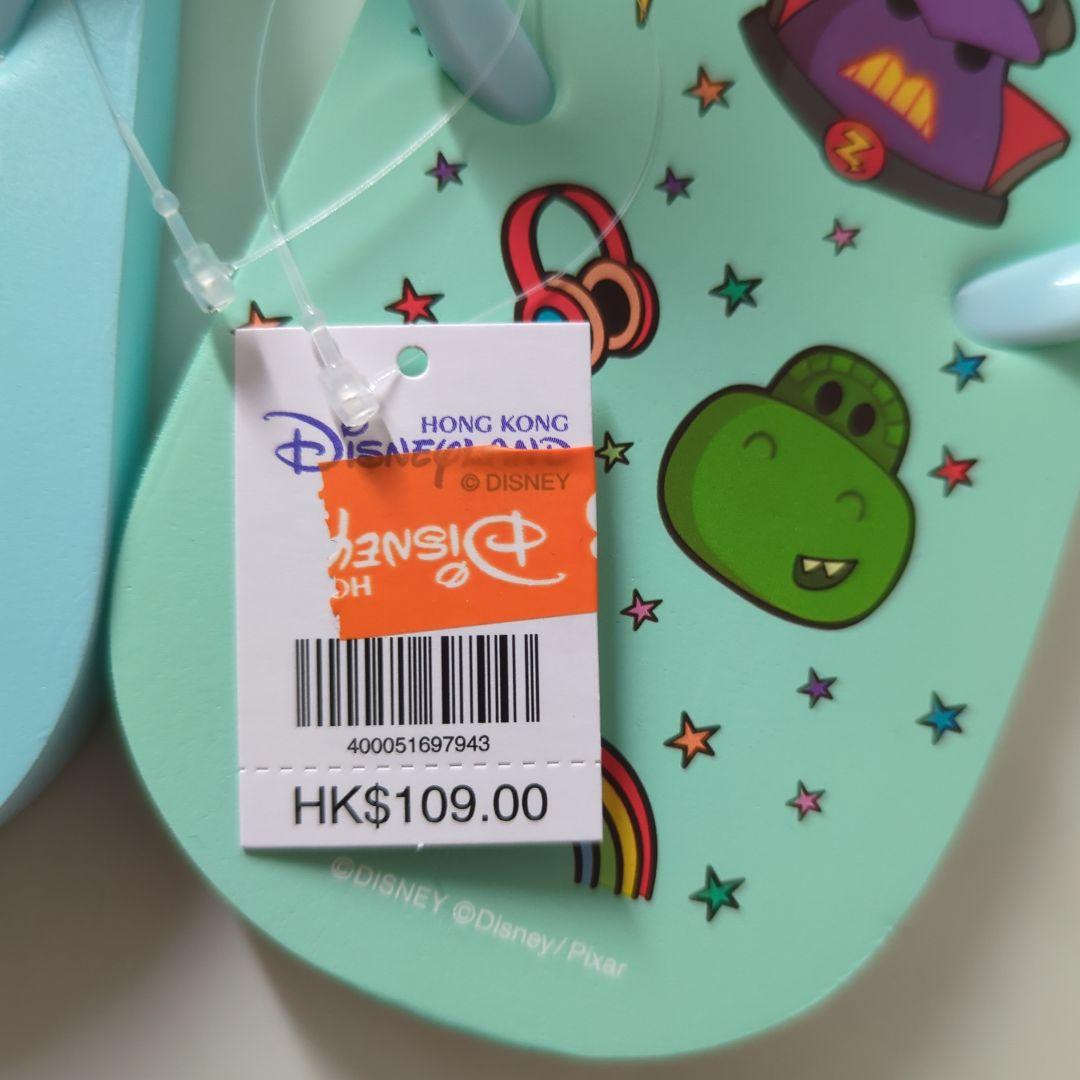 Z
HONG KONG
DISNEYLAND
© DISNEY
DISNEY
HO
400051697943
HK$109.00
©DISNEY ©Disney/Pixar